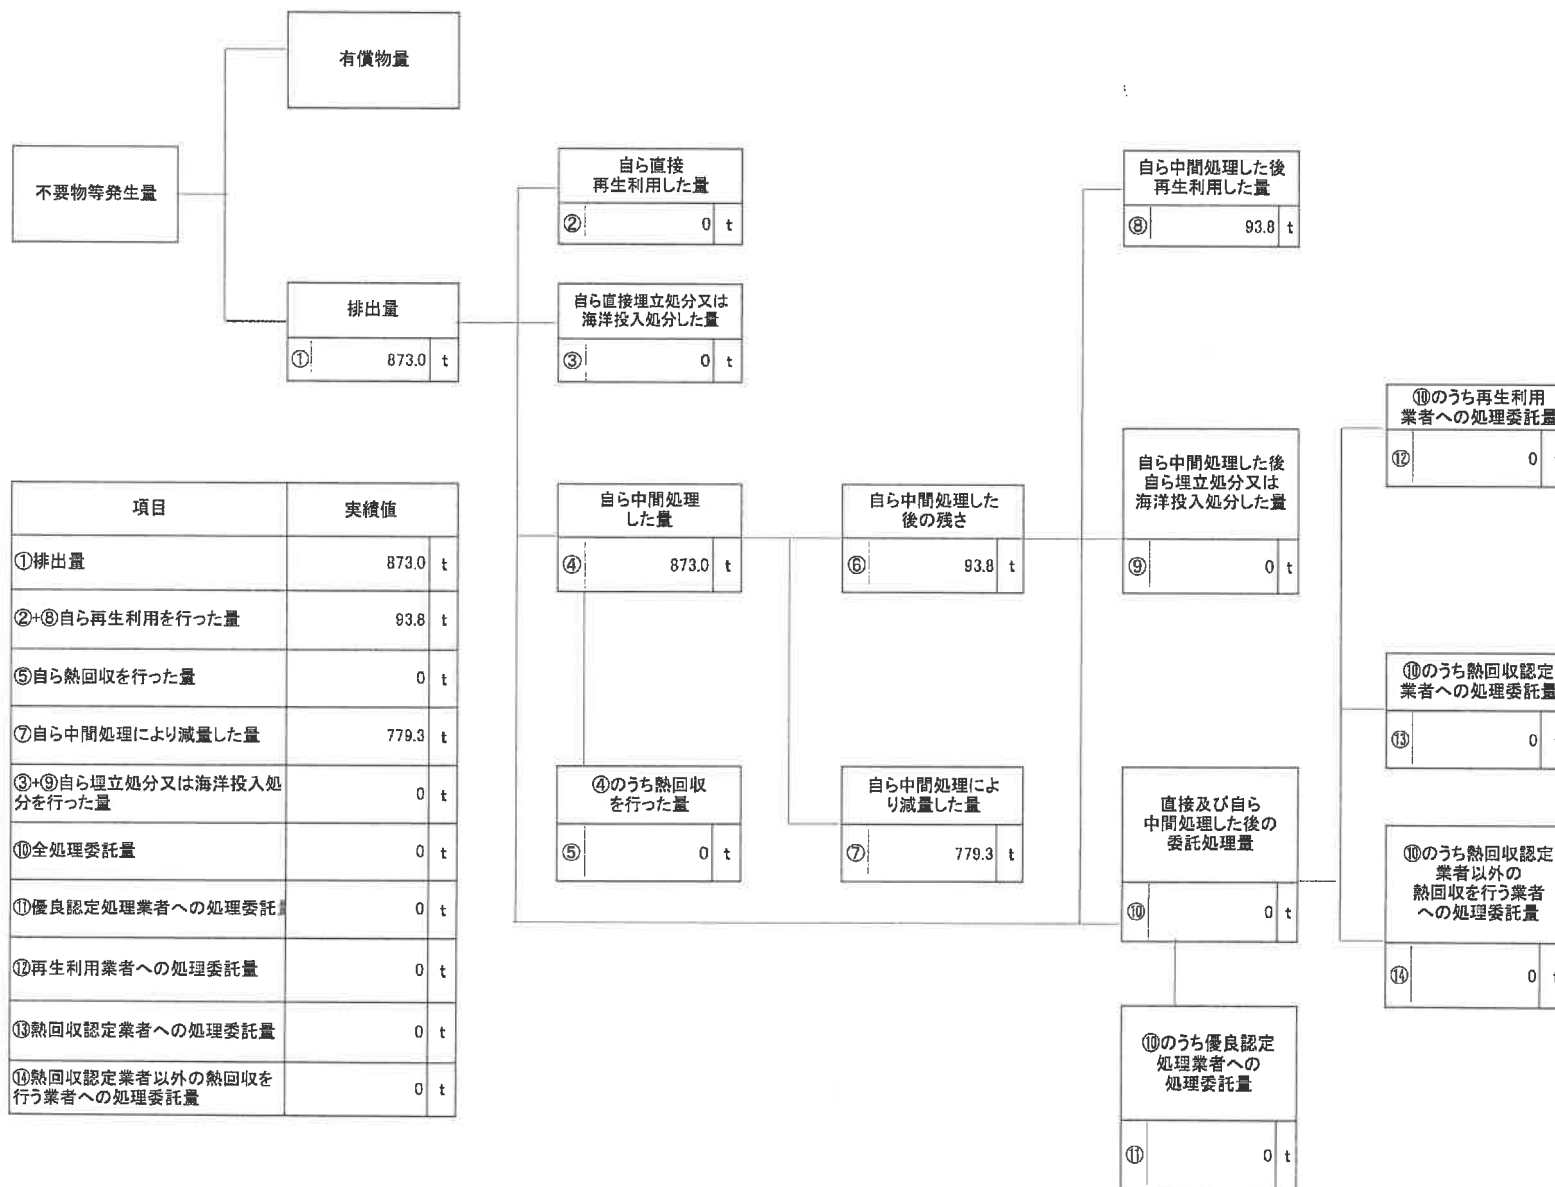 有償物量
不要物等発生量
排出量
① 873.0 t
自ら直接
再生利用した量
② 0 t
自ら直接埋立処分又は
海洋投入処分した量
③ 0 t
自ら中間処理
した量
④ 873.0 t
④のうち熱回収
を行った量
⑤ 0 t
自ら中間処理した
後の残さ
⑥ 93.8 t
自ら中間処理によ
り減量した量
⑦ 779.3 t
自ら中間処理した後
再生利用した量
⑧ 93.8 t
自ら中間処理した後
自ら埋立処分又は
海洋投入処分した量
⑨ 0 t
直接及び自ら
中間処理した後の
委託処理量
⑩ 0 t
⑩のうち優良認定
処理業者への
処理委託量
⑪ 0 t
⑩のうち再生利用
業者への処理委託量
⑫ 0
⑩のうち熱回収認定
業者への処理委託量
⑬ 0
⑩のうち熱回収認定
業者以外の
熱回収を行う業者
への処理委託量
⑭ 0 t
項目 実績値
①排出量 873.0 t
②+⑧自ら再生利用を行った量 93.8 t
⑤自ら熱回収を行った量 0 t
⑦自ら中間処理により減量した量 779.3 t
③+⑨自ら埋立処分又は海洋投入処
分を行った量 0 t
⑩全処理委託量 0 t
⑪優良認定処理業者への処理委託 0 t
⑫再生利用業者への処理委託量 0 t
⑬熱回収認定業者への処理委託量 0 t
⑭熱回収認定業者以外の熱回収を
行う業者への処理委託量 0 t